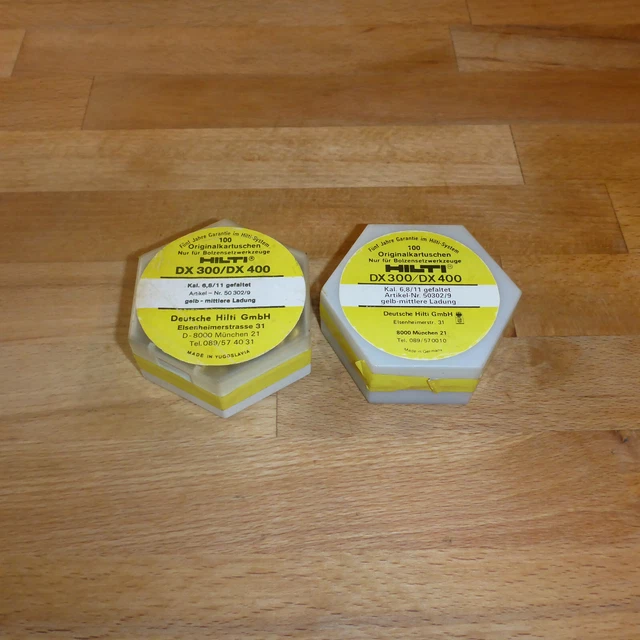 Fünf Jahre Garantie im Hilti-System
100
Originalkartuschen
Nur für Bolzensetzwerkzeuge
HILTI®
DX 300/DX 400
Kal. 6,8/11 gefaltet
Artikel-Nr. 50302/9
gelb-mittlere Ladung
Deutsche Hilti GmbH
Elsenheimerstrasse 31
D-8000 München 21
Tel. 089/57 40 31
MADE IN YUGOSLAVIA
Fünf Jahre Garantie im Hilti-System
100
Originalkartuschen
Nur für Bolzensetzwerkzeuge
HILTI®
DX 300/DX 400
Kal. 6,8/11 gefaltet
Artikel-Nr. 50302/9
gelb-mittlere Ladung
Deutsche Hilti GmbH
Elsenheimerstr. 31
8000 München 21
Tel. 089/570010
Made in Germany